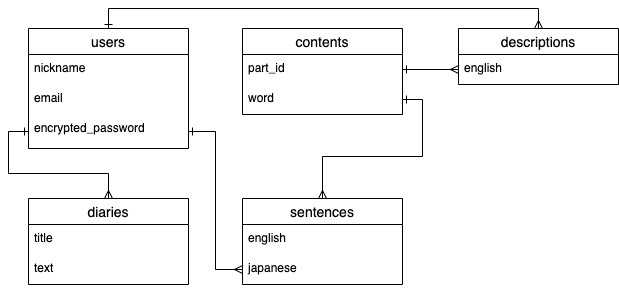 users
nickname
email
encrypted_password
contents
part_id
word
descriptions
english
diaries
title
text
sentences
english
japanese